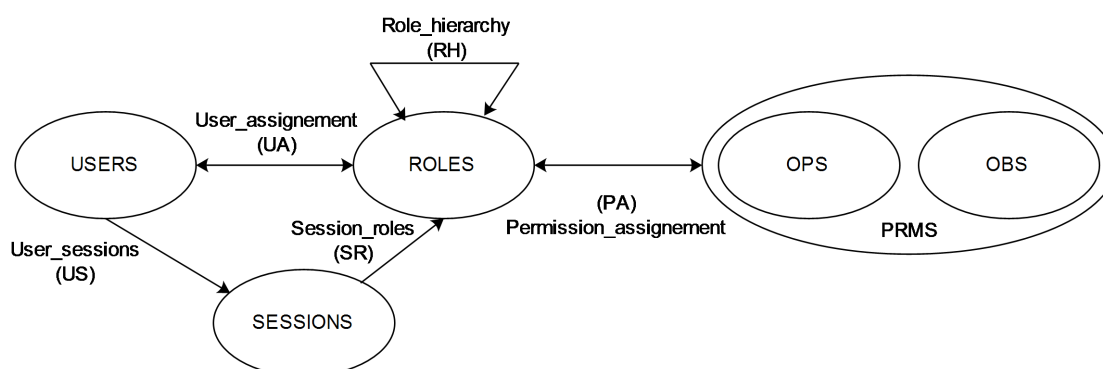 Role_hierarchy
(RH)
User_assignement
(UA)
USERS
ROLES
OPS
OBS
(PA)
Permission_assignement
PRMS
Session_roles
(SR)
User_sessions
(US)
SESSIONS